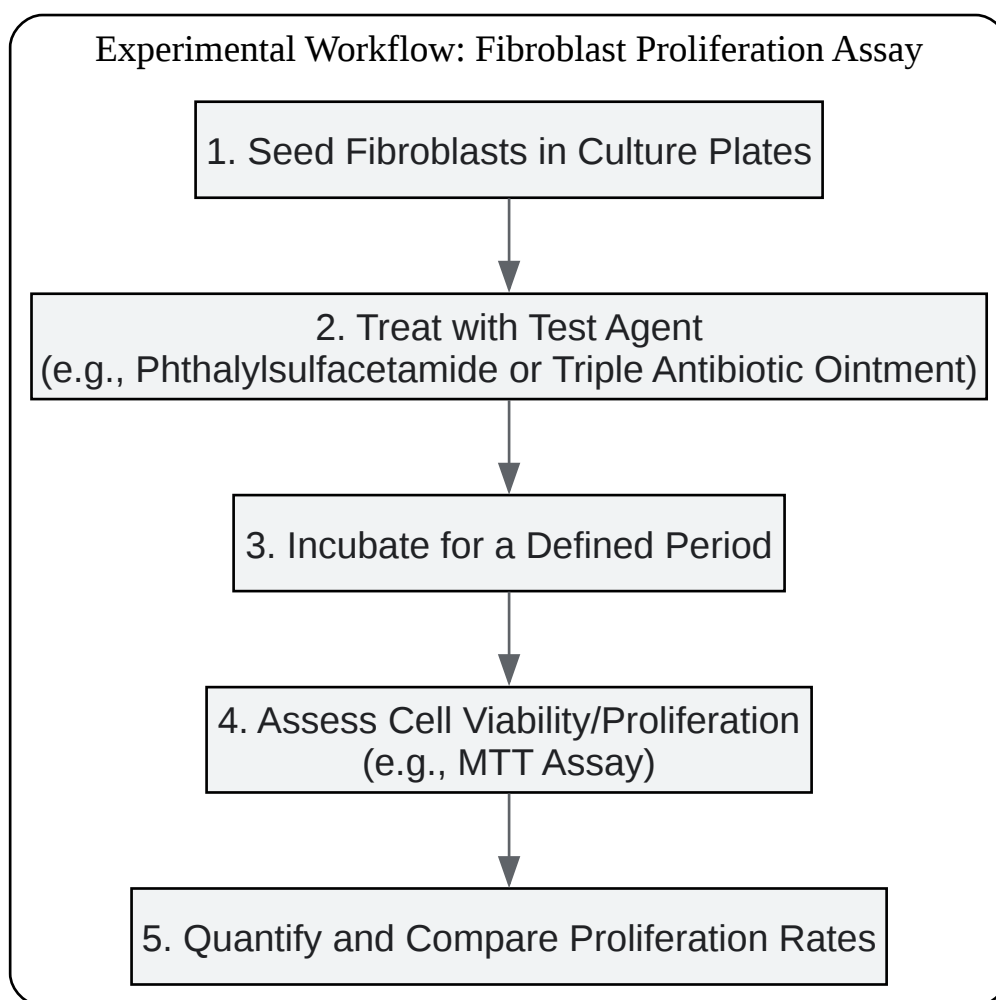 Experimental Workflow: Fibroblast Proliferation Assay
1. Seed Fibroblasts in Culture Plates
2. Treat with Test Agent
(e.g., Phthalylsulfacetamide or Triple Antibiotic Ointment)
3. Incubate for a Defined Period
4. Assess Cell Viability/Proliferation
(e.g., MTT Assay)
5. Quantify and Compare Proliferation Rates